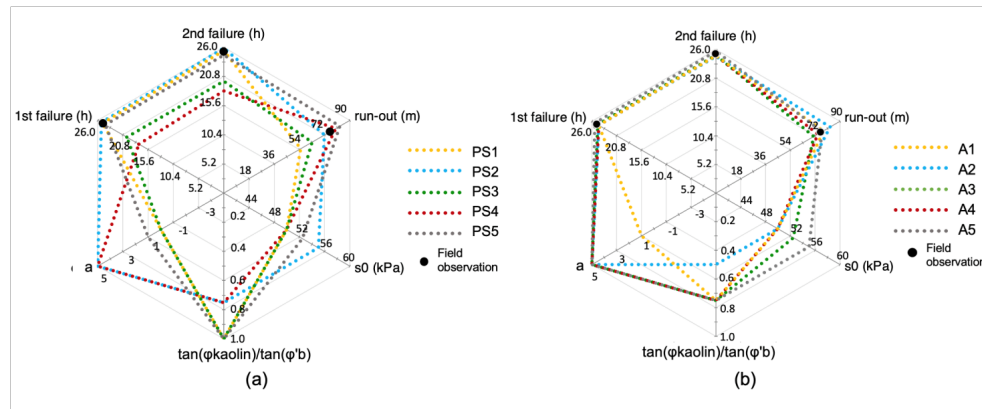 2nd failure (h)
26.0
20.8
15.6
10.4
5.2
1st failure (h)
26.0
20.8
15.6
10.4
5.2
90
run-out (m)
72
54
36
18
44
48
52
56
60
s0 (kPa)
-3
-1
1
3
5
a
0.2
0.4
0.8
1.0
tan(φkaolin)/tan(φ'b)
(a)
PS1
PS2
PS3
PS4
PS5
Field
observation
2nd failure (h)
26.0
20.8
15.6
10.4
5.2
1st failure (h)
26.0
20.8
15.6
10.4
5.2
90
run-out (m)
72
54
36
18
44
48
52
56
60
s0 (kPa)
-3
-1
1
3
5
a
0.2
0.4
0.6
0.8
1.0
tan(φkaolin)/tan(φ'b)
(b)
A1
A2
A3
A4
A5
Field
observation